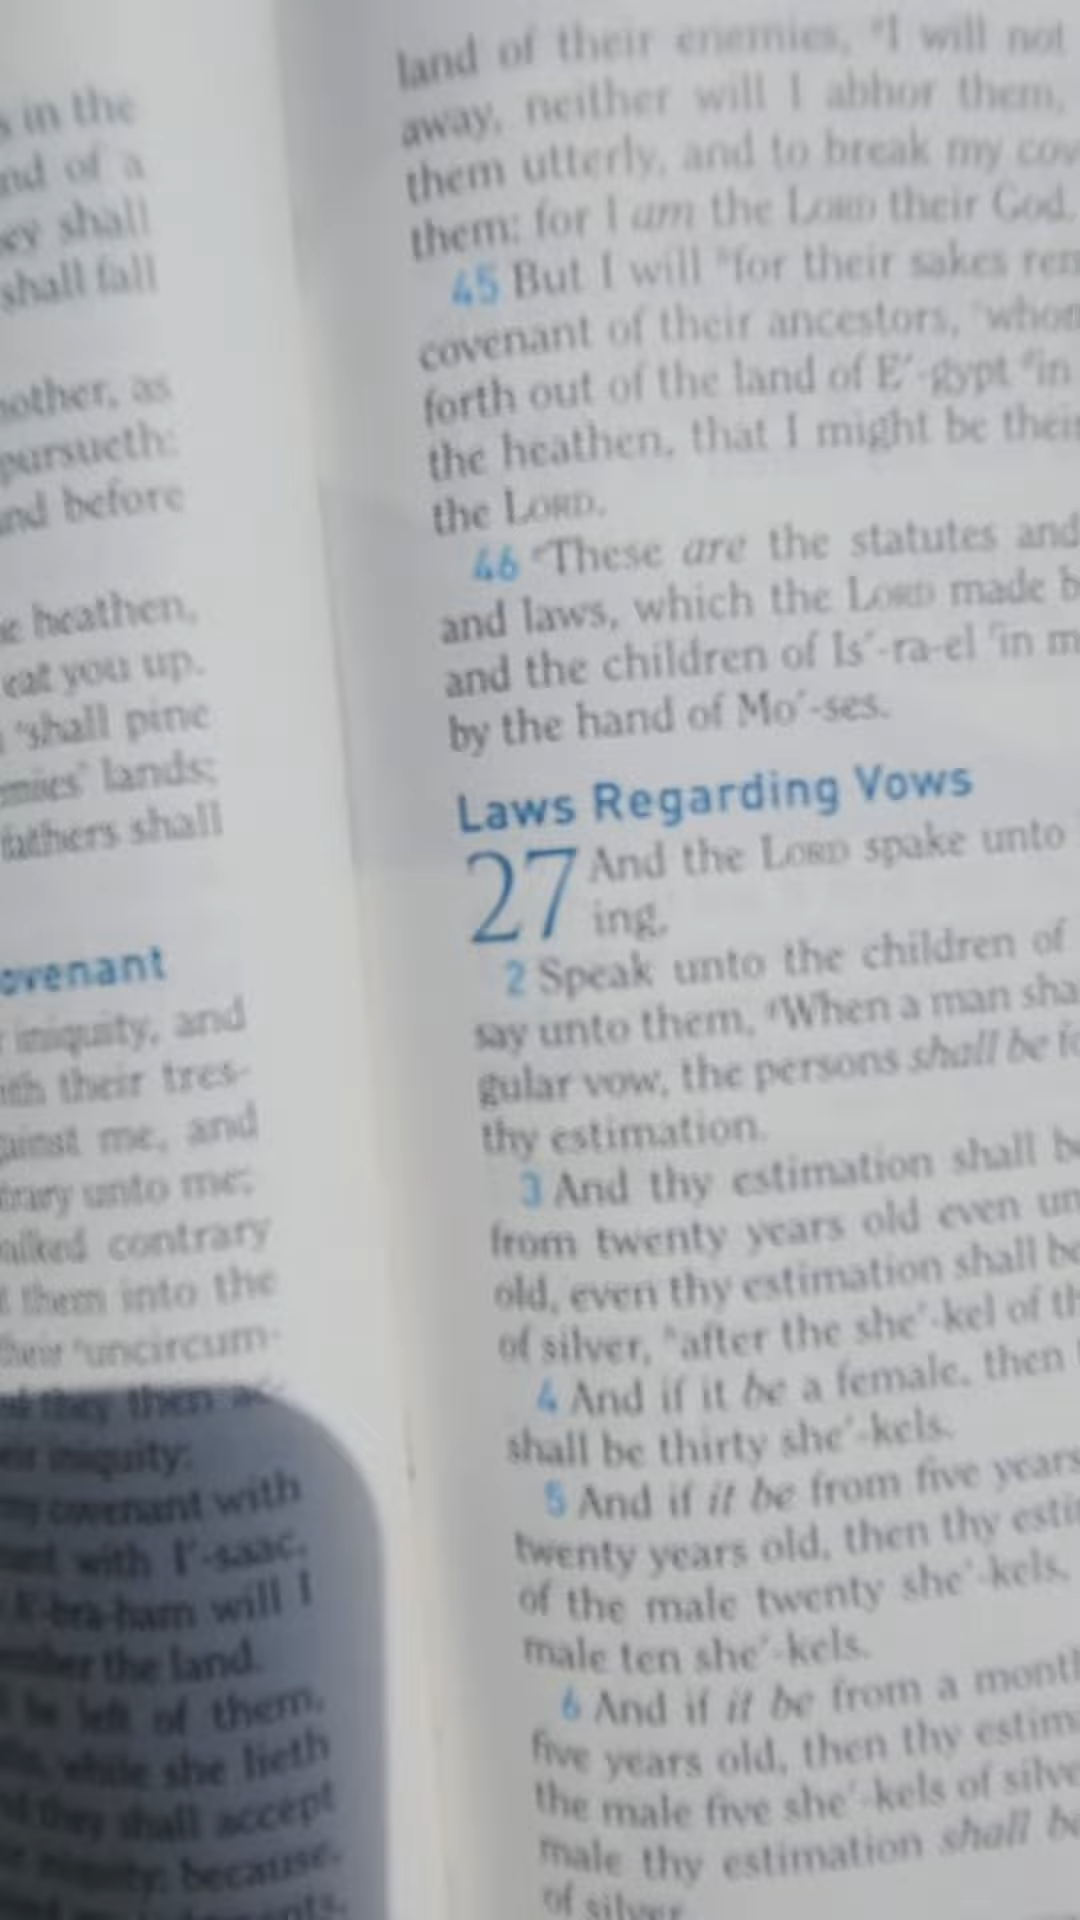 s in the
nd of a
ey shall
shall fall
nother, as
pursueth:
and before
e heathen,
eat you up.
shall pine
emies' lands;
fathers shall
ovenant
r iniquity, and
ith their tres-
gainst me, and
trary unto me;
alked contrary
t them into the
their uncircum-
they then
iniquity:
my covenant with
with I'-saac,
A'-bra-ham will I
the land.
be left of them,
while she lieth
they shall accept
because,
land of their enemies, I will not
away, neither will I abhor them,
them utterly, and to break my cov
them: for I am the LORD their God.
45 But I will for their sakes rem
covenant of their ancestors, whom
forth out of the land of E'-gypt in
the heathen, that I might be their
the LORD.
46 These are the statutes and
and laws, which the LORD made b
and the children of Is'-ra-el in m
by the hand of Mo'-ses.
Laws Regarding Vows
27 And the LORD spake unto
ing,
2 Speak unto the children of
say unto them, When a man sha
gular vow, the persons shall be fo
thy estimation.
3 And thy estimation shall be
from twenty years old even un
old, even thy estimation shall be
of silver, after the she'-kel of th
4 And if it be a female, then t
shall be thirty she'-kels.
5 And if it be from five years
twenty years old, then thy estim
of the male twenty she'-kels,
male ten she'-kels.
6 And if it be from a month
five years old, then thy estima
the male five she'-kels of silve
male thy estimation shall be
of silver.